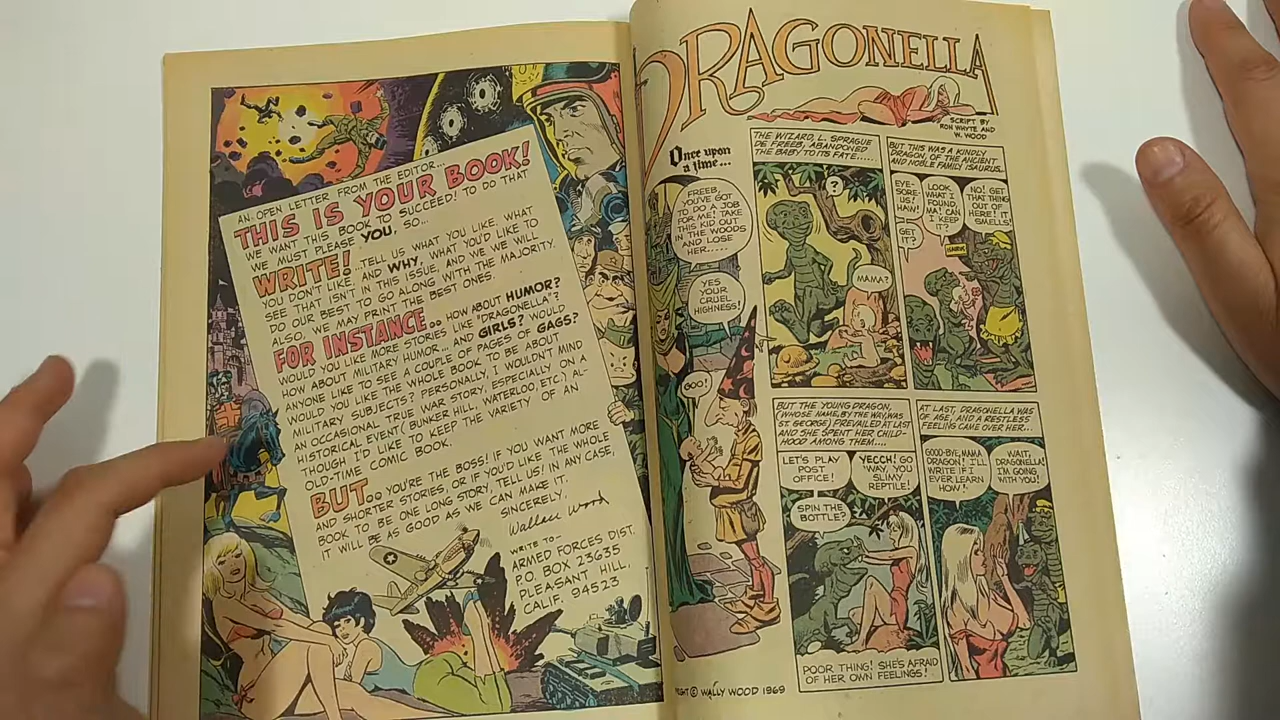 AN OPEN LETTER FROM THE EDITOR...
THIS IS YOUR BOOK!
WE WANT THIS BOOK TO SUCCEED! TO DO THAT
WE MUST PLEASE YOU, SO...
WRITE! ...TELL US WHAT YOU LIKE WHAT
YOU DON'T LIKE! AND WHY, WHAT YOU'D LIKE TO
SEE THAT ISN'T IN THIS ISSUE, AND WE WILL
DO OUR BEST TO GO ALONG WITH THE MAJORITY.
ALSO, WE MAY PRINT THE BEST ONES.
FOR INSTANCE.. HOW ABOUT HUMOR?
WOULD YOU LIKE MORE STORIES LIKE "DRAGONELLA"?
HOW ABOUT MILITARY HUMOR... AND GIRLS? WOULD
ANYONE LIKE TO SEE A COUPLE OF PAGES OF GAGS?
WOULD YOU LIKE THE WHOLE BOOK TO BE ABOUT
MILITARY SUBJECTS? PERSONALLY, I WOULDN'T MIND
AN OCCASIONAL TRUE WAR STORY, ESPECIALLY ON A
HISTORICAL EVENT (BUNKER HILL, WATERLOO, ETC.), AL-
THOUGH I'D LIKE TO KEEP THE VARIETY OF AN
OLD-TIME COMIC BOOK.
BUT.. YOU'RE THE BOSS! IF YOU WANT MORE
AND SHORTER STORIES, OR IF YOU'D LIKE THE WHOLE
BOOK TO BE ONE LONG STORY, TELL US! IN ANY CASE,
IT WILL BE AS GOOD AS WE CAN MAKE IT.
SINCERELY,
Wallace Wood
WRITE TO-
ARMED FORCES DIST.
P.O. BOX 23635
PLEASANT HILL,
CALIF. 94523
DRAGONELLA
SCRIPT BY
RON WHYTE AND
W. WOOD
Once upon
a time...
FREEB,
YOU'VE GOT
TO DO A JOB
FOR ME! TAKE
THIS KID OUT
IN THE WOODS
AND LOSE
HER.....
YES
YOUR
CRUEL
HIGHNESS!
GOO!
THE WIZARD, L. SPRAGUE
DE FREEB, ABANDONED
THE BABY TO ITS FATE.....
?
MAMA?
BUT THIS WAS A KINDLY
DRAGON, OF THE ANCIENT
AND NOBLE FAMILY ISAURUS.
EYE-
SORE-
US!
HAW!
GET
IT?
LOOK,
WHAT I
FOUND,
MA! CAN
I KEEP
IT?
NO! GET
THAT THING
OUT OF
HERE! IT
SMELLS!
ISAURUS
BUT THE YOUNG DRAGON,
(WHOSE NAME, BY THE WAY, WAS
ST. GEORGE) PREVAILED AT LAST
AND SHE SPENT HER CHILD-
HOOD AMONG THEM....
LET'S PLAY
POST
OFFICE!
YECCH! GO
'WAY, YOU
SLIMY
REPTILE!
SPIN THE
BOTTLE?
POOR THING! SHE'S AFRAID
OF HER OWN FEELINGS!
AT LAST, DRAGONELLA WAS
OF AGE, AND A RESTLESS
FEELING CAME OVER HER...
GOOD-BYE, MAMA
DRAGON! I'LL
WRITE IF I
EVER LEARN
HOW!
WAIT,
DRAGONELLA!
I'M GOING
WITH YOU!
© WALLY WOOD 1969